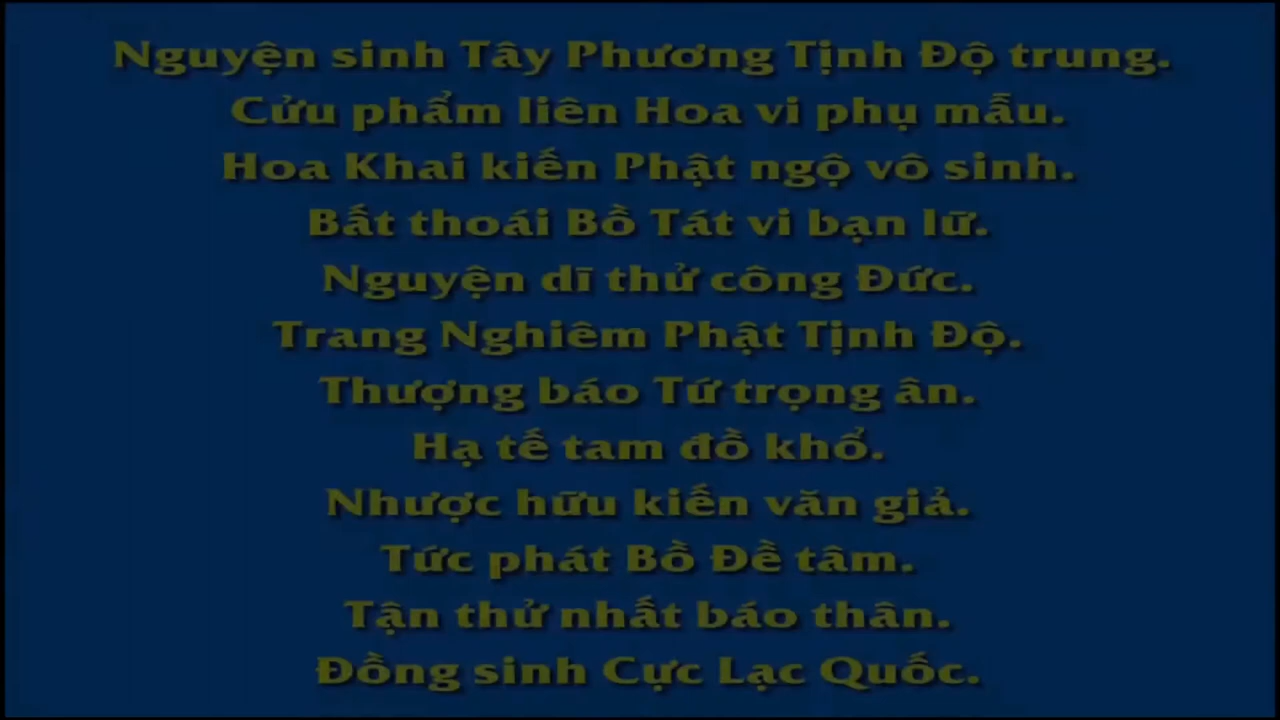 Nguyện sinh Tây Phương Tịnh Độ trung.
Cửu phẩm liên Hoa vi phụ mẫu.
Hoa Khai kiến Phật ngộ vô sinh.
Bất thoái Bồ Tát vi bạn lữ.
Nguyện dĩ thử công Đức.
Trang Nghiêm Phật Tịnh Độ.
Thượng báo Tứ trọng ân.
Hạ tế tam đồ khổ.
Nhược hữu kiến văn giả.
Tức phát Bồ Đề tâm.
Tận thử nhất báo thân.
Đồng sinh Cực Lạc Quốc.